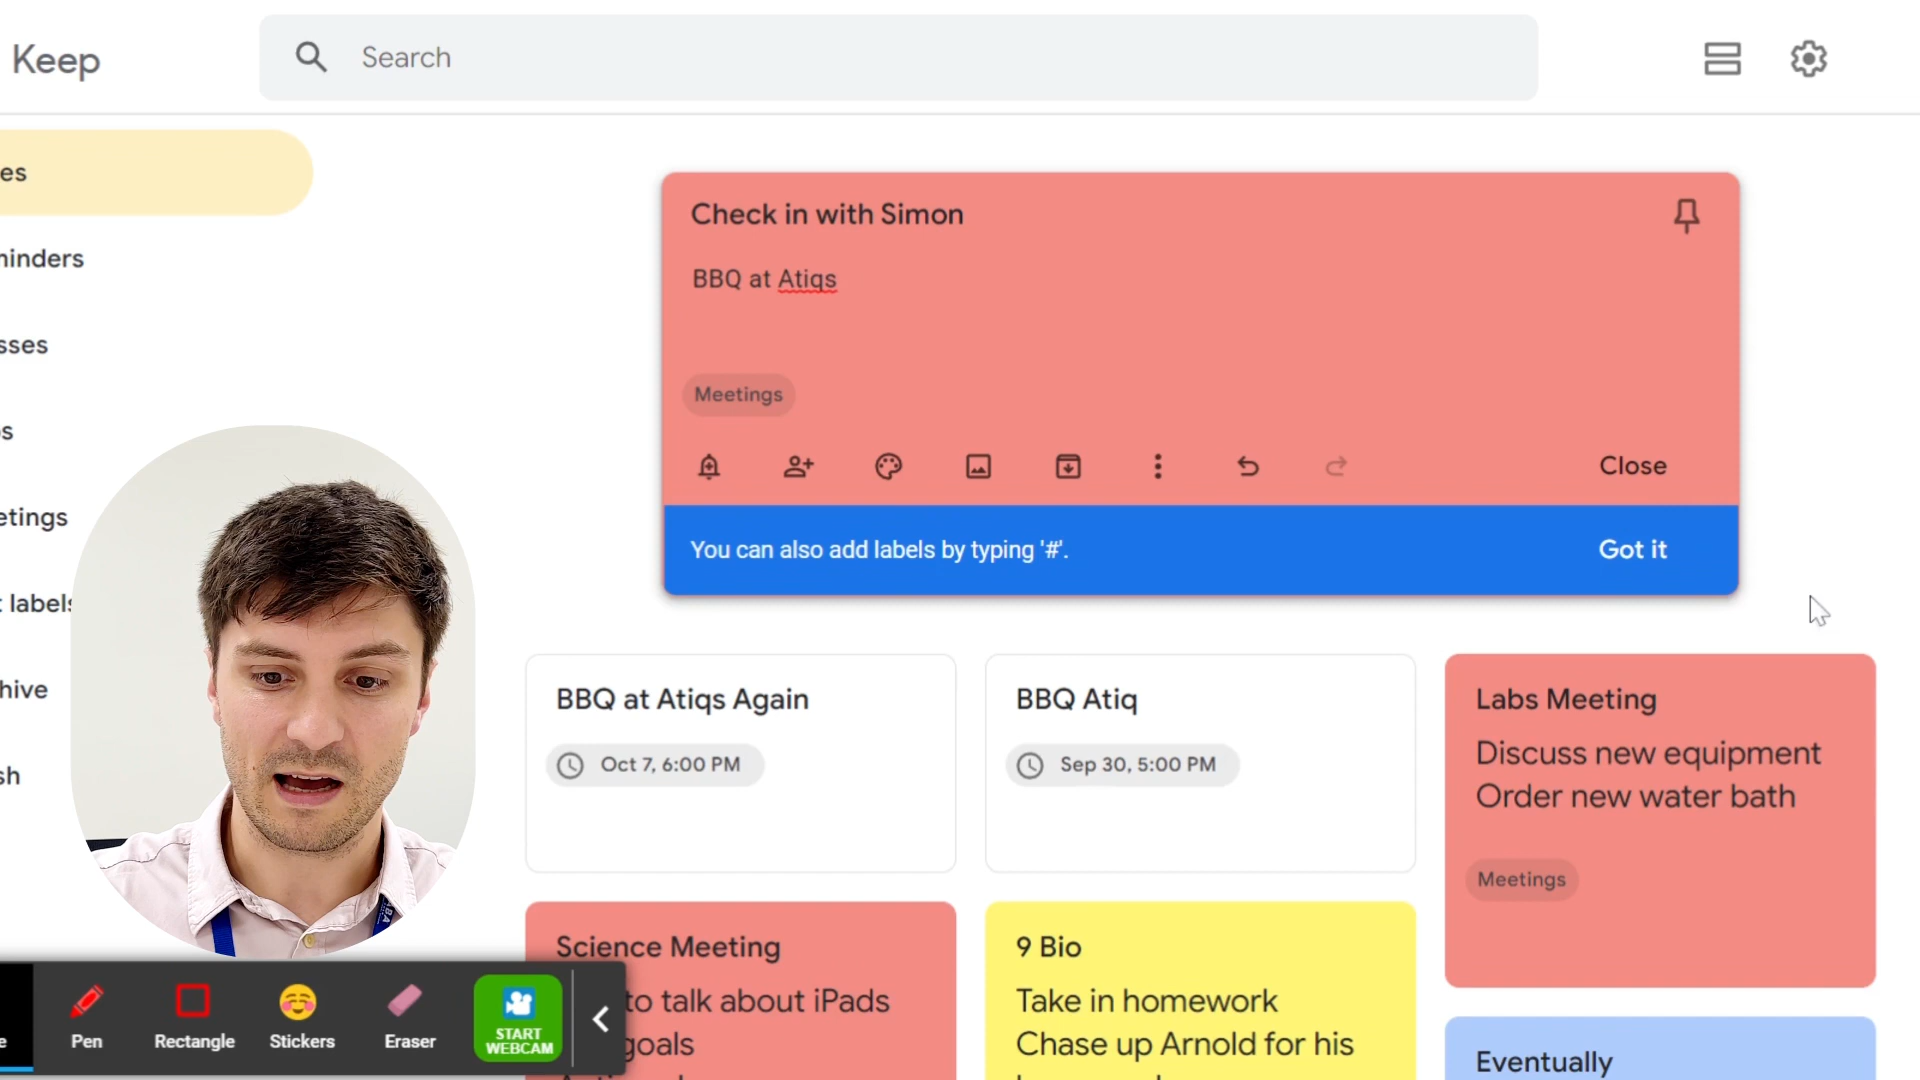 Keep
Search
es
ninders
sses
s
etings
t labels
hive
sh
Check in with Simon
BBQ at Atiqs
Meetings
Close
You can also add labels by typing '#'.
Got it
BBQ at Atiqs Again
Oct 7, 6:00 PM
BBQ Atiq
Sep 30, 5:00 PM
Labs Meeting
Discuss new equipment
Order new water bath
Meetings
Science Meeting
to talk about iPads
goals
9 Bio
Take in homework
Chase up Arnold for his
Eventually
e
Pen
Rectangle
Stickers
Eraser
START
WEBCAM